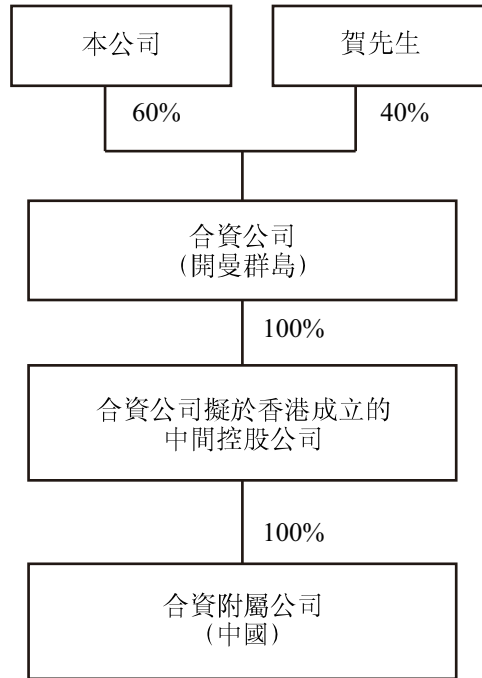 本公司
賀先生
60%
40%
合資公司
(開曼群島)
100%
合資公司擬於香港成立的
中間控股公司
100%
合資附屬公司
(中國)